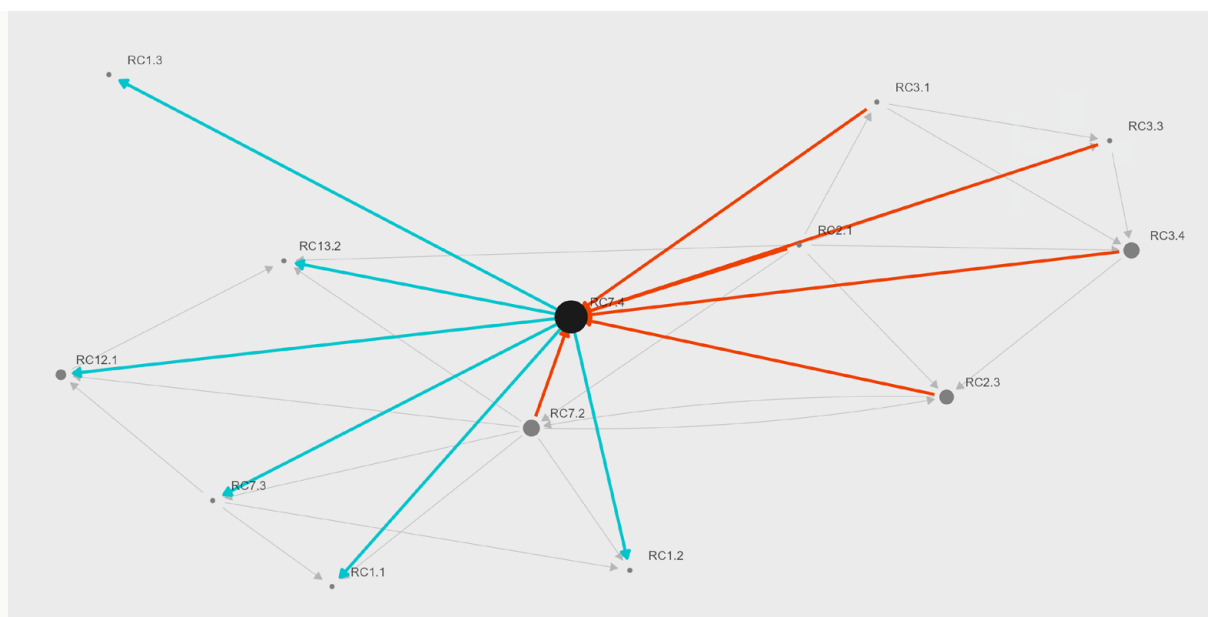 RC1.3
RC3.1
RC3.3
RC2.1
RC3.4
RC13.2
RC7.4
RC12.1
RC2.3
RC7.2
RC7.3
RC1.2
RC1.1